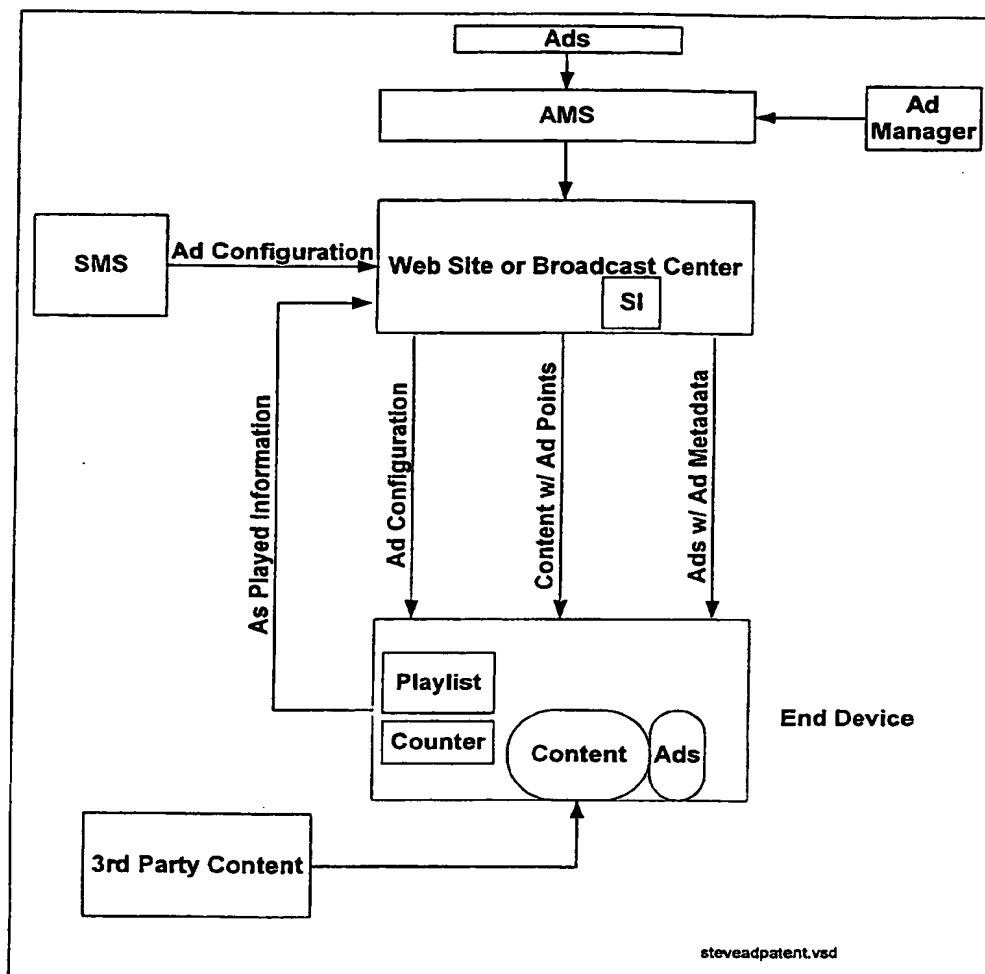 Ads
AMS
Ad
Manager
SMS
Ad Configuration
Web Site or Broadcast Center
SI
As Played Information
Ad Configuration
Content w/ Ad Points
Ads w/ Ad Metadata
Playlist
Counter
Content
Ads
End Device
3rd Party Content
steveadpatent.vsd